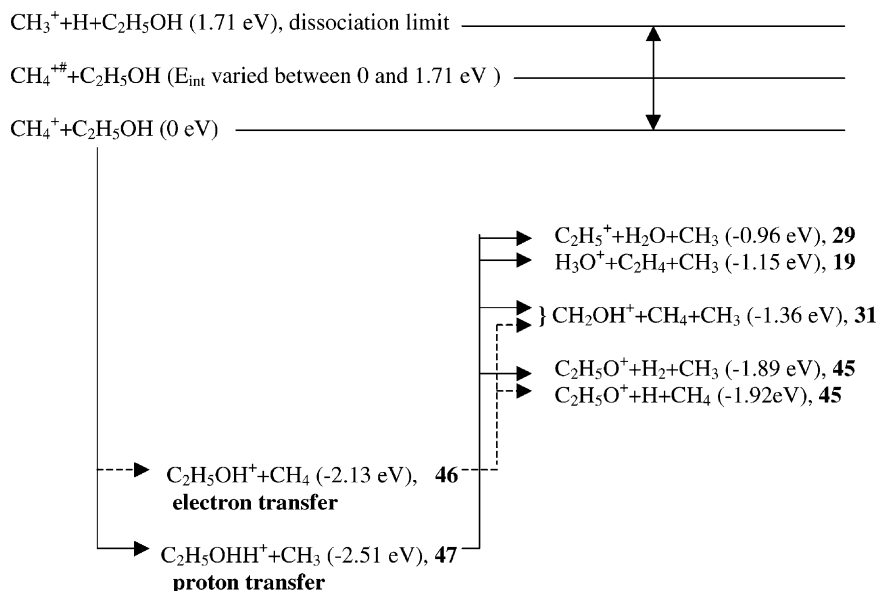 CH₃⁺+H+C₂H₅OH (1.71 eV), dissociation limit
CH₄⁺#+C₂H₅OH (E_int varied between 0 and 1.71 eV )
CH₄⁺+C₂H₅OH (0 eV)
C₂H₅⁺+H₂O+CH₃ (-0.96 eV), 29
H₃O⁺+C₂H₄+CH₃ (-1.15 eV), 19
} CH₂OH⁺+CH₄+CH₃ (-1.36 eV), 31
C₂H₅O⁺+H₂+CH₃ (-1.89 eV), 45
C₂H₅O⁺+H+CH₄ (-1.92eV), 45
C₂H₅OH⁺+CH₄ (-2.13 eV), 46
electron transfer
C₂H₅OHH⁺+CH₃ (-2.51 eV), 47
proton transfer